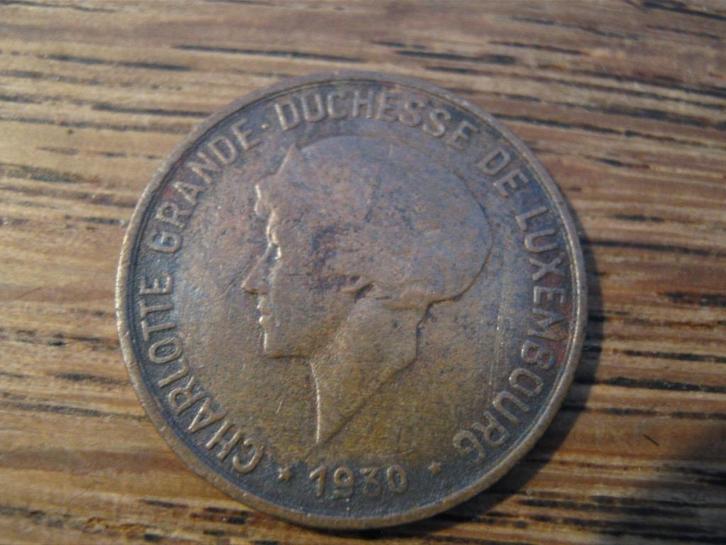 CHARLOTTE GRANDE-DUCHESSE DE LUXEMBOURG
* 1930 *